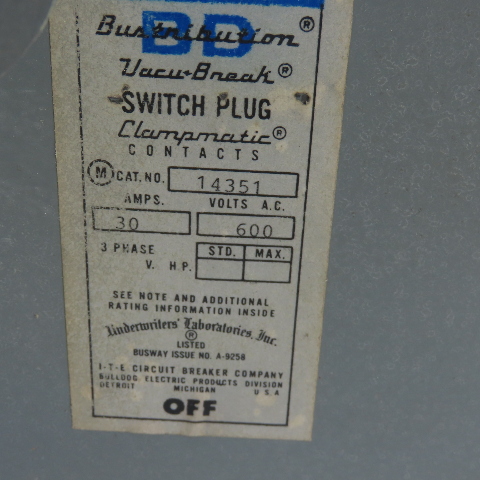 BD
Bustribution®
Vacu-Break®
SWITCH PLUG
Clampmatic®
CONTACTS
M CAT. NO. 14351
AMPS. VOLTS A.C.
30 600
3 PHASE STD. MAX.
V. H.P.
SEE NOTE AND ADDITIONAL
RATING INFORMATION INSIDE
Underwriters' Laboratories, Inc.
®
LISTED
BUSWAY ISSUE NO. A-9258
I-T-E CIRCUIT BREAKER COMPANY
BULLDOG ELECTRIC PRODUCTS DIVISION
DETROIT MICHIGAN U S A
OFF